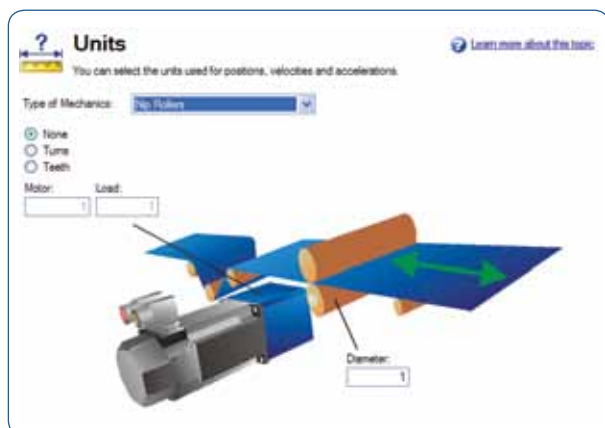 ?
Units
Learn more about this topic
You can select the units used for positions, velocities and accelerations.
Type of Mechanics: Nip Rollers
None
Turns
Teeth
Motor: Load:
1 1
Diameter:
1